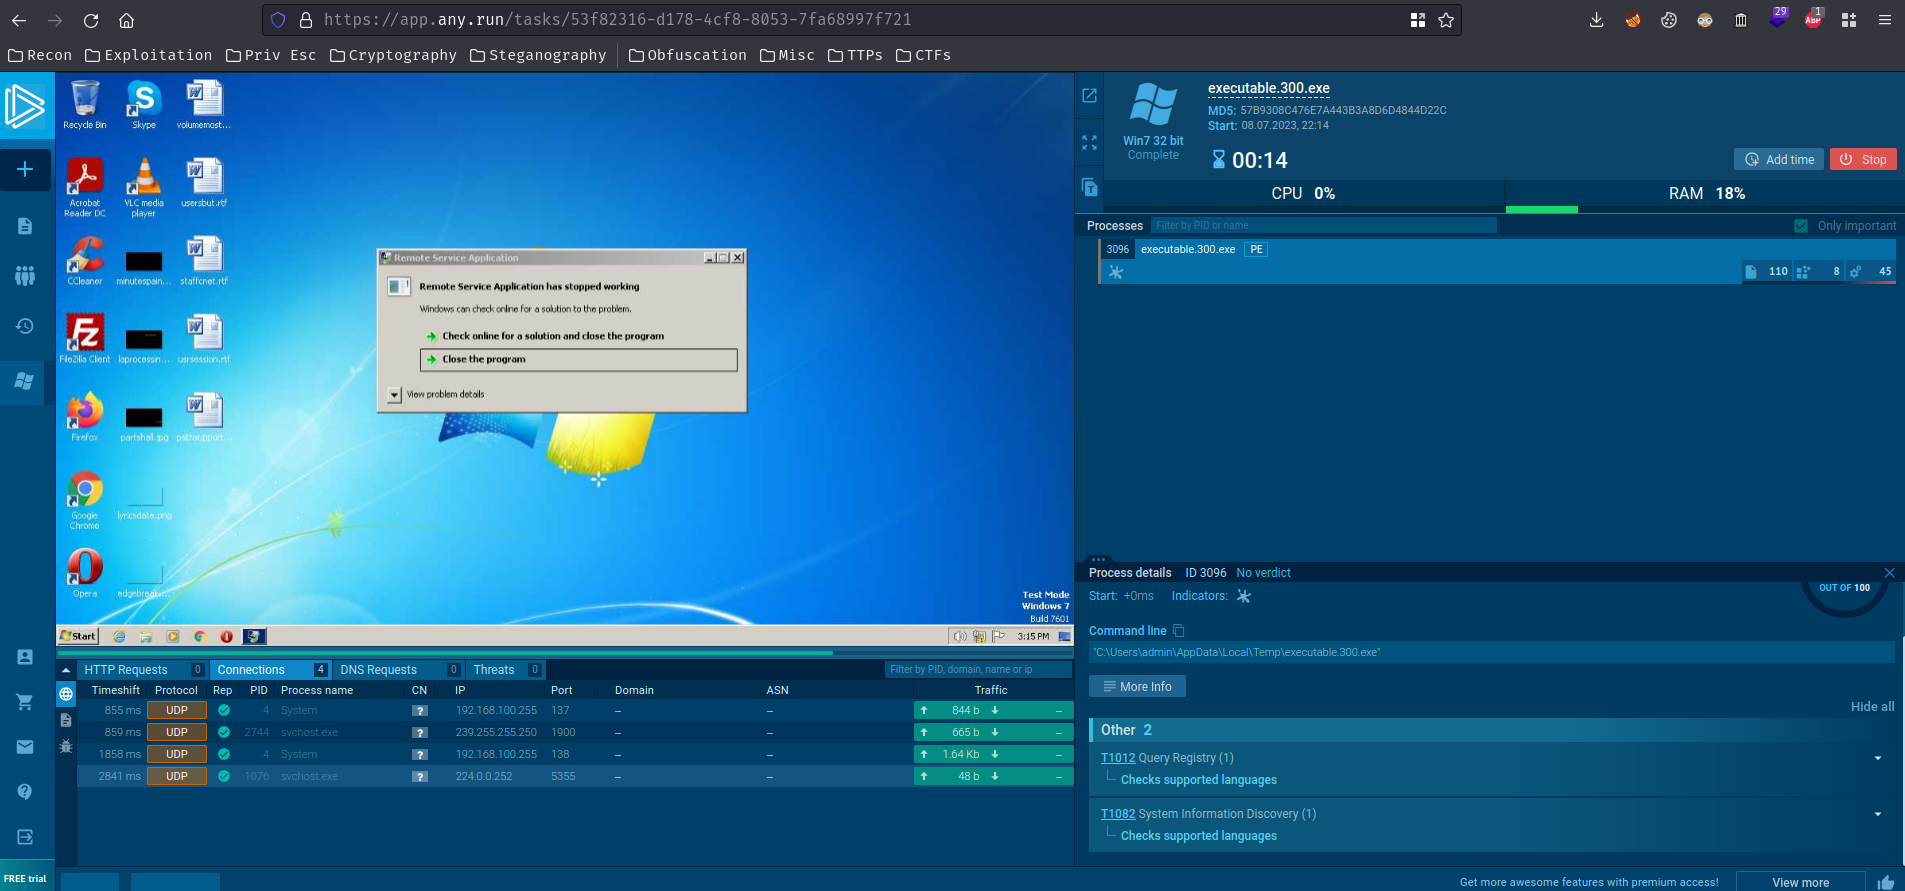 https://app.any.run/tasks/53f82316-d178-4cf8-8053-7fa68997f721
29
1
ABP
Recon Exploitation Priv Esc Cryptography Steganography Obfuscation Misc TTPs CTFs
Recycle Bin
Skype
volumemost...
Acrobat Reader DC
VLC media player
usersbut.rtf
CCleaner
minutespain...
staffcnet.rtf
FileZilla Client
laprocessin...
usrsession.rtf
Firefox
partshall.jpg
pathsupport...
Google Chrome
lyricsdate.png
Opera
edgebreak...
Remote Service Application
Remote Service Application has stopped working
Windows can check online for a solution to the problem.
Check online for a solution and close the program
Close the program
View problem details
Test Mode
Windows 7
Build 7601
Start
3:15 PM
executable.300.exe
MD5: 57B9308C476E7A443B3A8D6D4844D22C
Start: 08.07.2023, 22:14
Win7 32 bit
Complete
00:14
Add time
Stop
CPU 0%
RAM 18%
Processes
Filter by PID or name
Only important
3096 executable.300.exe PE
110 8 45
Process details ID 3096 No verdict
OUT OF 100
Start: +0ms Indicators:
Command line
"C:\Users\admin\AppData\Local\Temp\executable.300.exe"
More Info
Hide all
Other 2
T1012 Query Registry (1)
Checks supported languages
T1082 System Information Discovery (1)
Checks supported languages
HTTP Requests 0 Connections 4 DNS Requests 0 Threats 0
Filter by PID, domain, name or ip
Timeshift Protocol Rep PID Process name CN IP Port Domain ASN Traffic
855 ms UDP 4 System ? 192.168.100.255 137 – – 844 b –
859 ms UDP 2744 svchost.exe ? 239.255.255.250 1900 – – 665 b –
1858 ms UDP 4 System ? 192.168.100.255 138 – – 1.64 Kb –
2841 ms UDP 1076 svchost.exe ? 224.0.0.252 5355 – – 48 b –
FREE trial
Get more awesome features with premium access!
View more